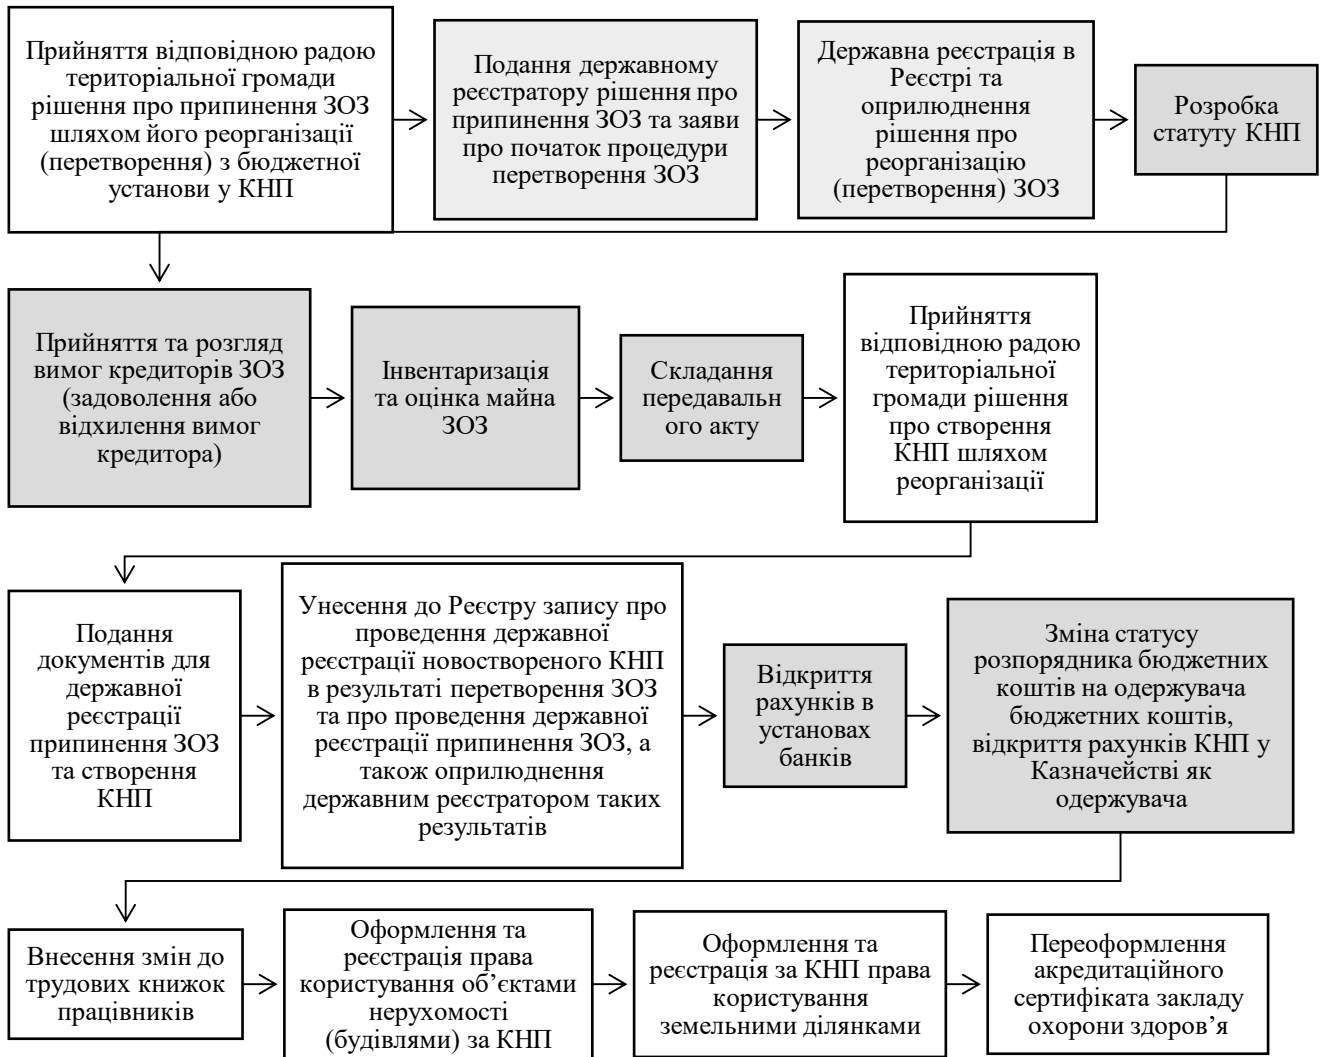 Прийняття відповідною радою
територіальної громади
рішення про припинення ЗОЗ
шляхом його реорганізації
(перетворення) з бюджетної
установи у КНП
Подання державному
реєстратору рішення про
припинення ЗОЗ та заяви
про початок процедури
перетворення ЗОЗ
Державна реєстрація в
Реєстрі та
оприлюднення
рішення про
реорганізацію
(перетворення) ЗОЗ
Розробка
статуту КНП
Прийняття та розгляд
вимог кредиторів ЗОЗ
(задоволення або
відхилення вимог
кредитора)
Інвентаризація
та оцінка майна
ЗОЗ
Складання
передавальн
ого акту
Прийняття
відповідною радою
територіальної
громади рішення
про створення
КНП шляхом
реорганізації
Подання
документів для
державної
реєстрації
припинення ЗОЗ
та створення
КНП
Унесення до Реєстру запису про
проведення державної
реєстрації новоствореного КНП
в результаті перетворення ЗОЗ
та про проведення державної
реєстрації припинення ЗОЗ, а
також оприлюднення
державним реєстратором таких
результатів
Відкриття
рахунків в
установах
банків
Зміна статусу
розпорядника бюджетних
коштів на одержувача
бюджетних коштів,
відкриття рахунків КНП у
Казначействі як
одержувача
Внесення змін до
трудових книжок
працівників
Оформлення та
реєстрація права
користування об’єктами
нерухомості
(будівлями) за КНП
Оформлення та
реєстрація за КНП права
користування
земельними ділянками
Переоформлення
акредитаційного
сертифіката закладу
охорони здоров’я